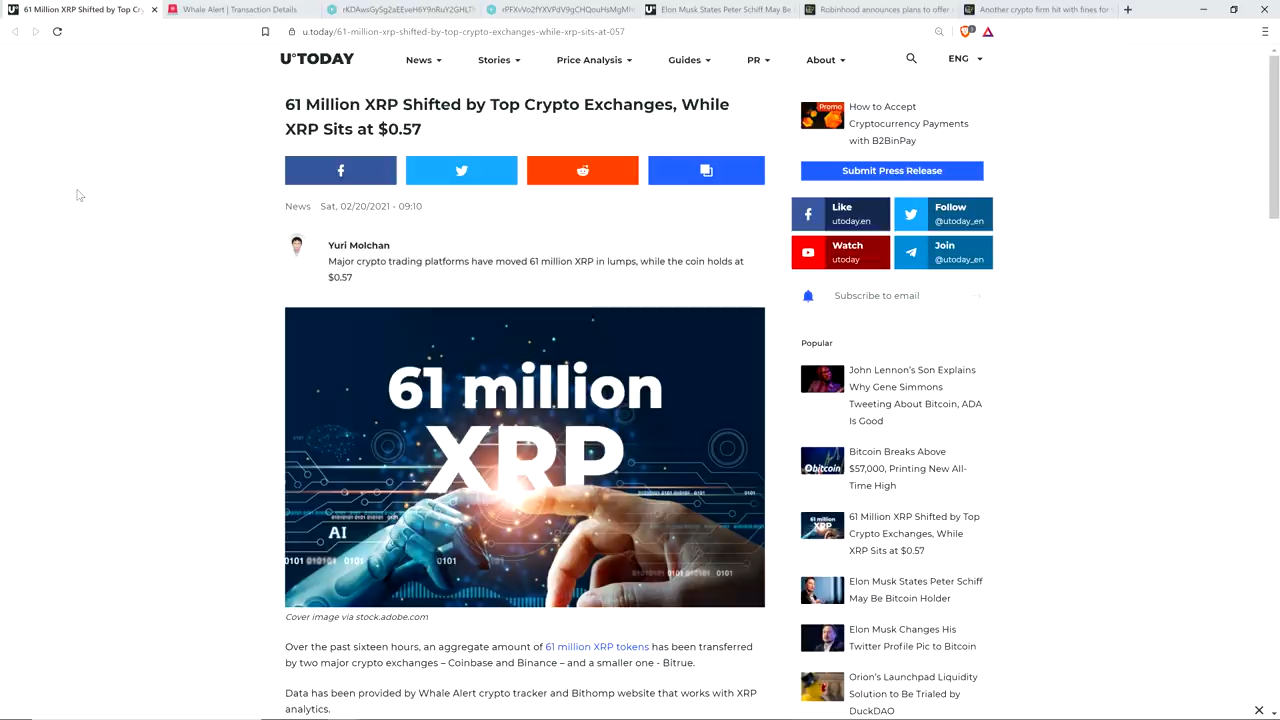 61 Million XRP Shifted by Top Cry
Whale Alert | Transaction Details
rKDAwsGySg2aEEveH6Y9nRuY2GHLT
rPFXvVo2fYXVPdV9gCHQouHsMgMh
Elon Musk States Peter Schiff May Be
Robinhood announces plans to offer
Another crypto firm hit with fines for
u.today/61-million-xrp-shifted-by-top-crypto-exchanges-while-xrp-sits-at-057
U°TODAY
News
Stories
Price Analysis
Guides
PR
About
ENG
61 Million XRP Shifted by Top Crypto Exchanges, While
XRP Sits at $0.57
News Sat, 02/20/2021 - 09:10
Yuri Molchan
Major crypto trading platforms have moved 61 million XRP in lumps, while the coin holds at
$0.57
61 million
XRP
AI
Cover image via stock.adobe.com
Over the past sixteen hours, an aggregate amount of 61 million XRP tokens has been transferred
by two major crypto exchanges – Coinbase and Binance – and a smaller one - Bitrue.
Data has been provided by Whale Alert crypto tracker and Bithomp website that works with XRP
analytics.
Promo
How to Accept
Cryptocurrency Payments
with B2BinPay
Submit Press Release
Like
utoday.en
Follow
@utoday_en
Watch
utoday
Join
@utoday_en
Subscribe to email
Popular
John Lennon's Son Explains
Why Gene Simmons
Tweeting About Bitcoin, ADA
Is Good
Bitcoin Breaks Above
$57,000, Printing New All-
Time High
61 Million XRP Shifted by Top
Crypto Exchanges, While
XRP Sits at $0.57
Elon Musk States Peter Schiff
May Be Bitcoin Holder
Elon Musk Changes His
Twitter Profile Pic to Bitcoin
Orion's Launchpad Liquidity
Solution to Be Trialed by
DuckDAO